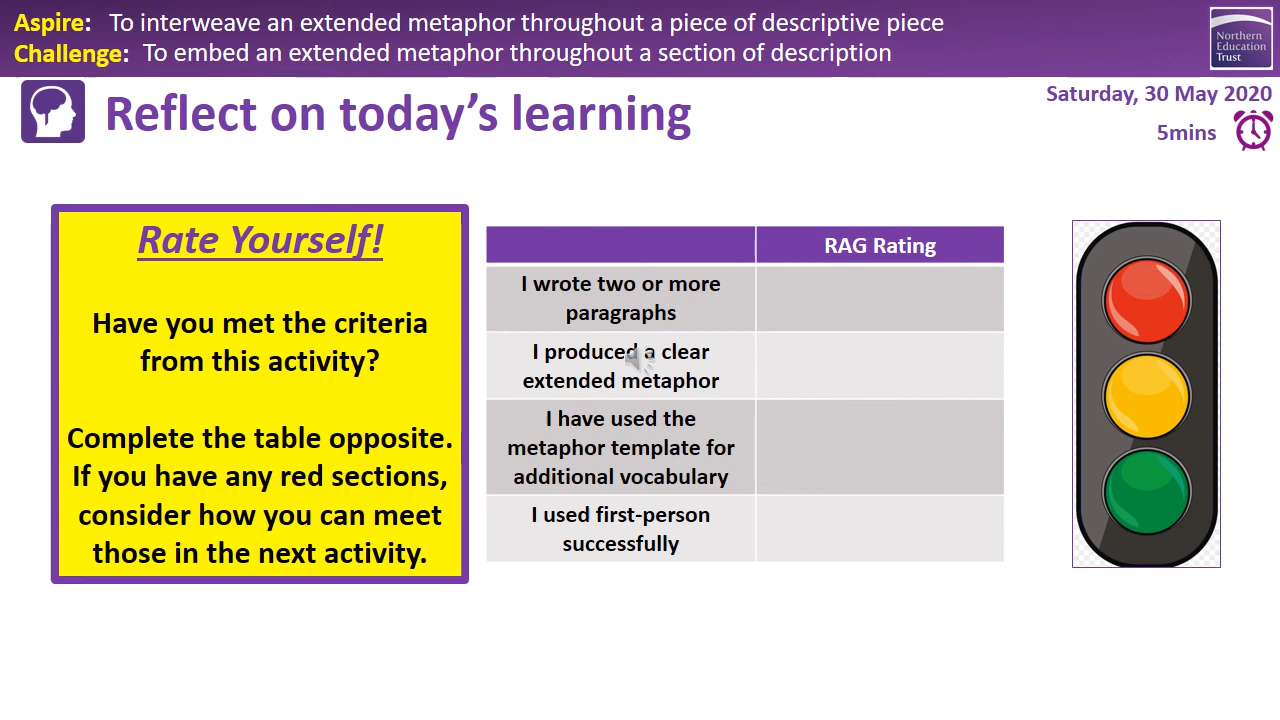 Aspire: To interweave an extended metaphor throughout a piece of descriptive piece
Challenge: To embed an extended metaphor throughout a section of description
Northern
Education
Trust
Reflect on today's learning
Saturday, 30 May 2020
5mins
Rate Yourself!
Have you met the criteria
from this activity?
Complete the table opposite.
If you have any red sections,
consider how you can meet
those in the next activity.
RAG Rating
I wrote two or more
paragraphs
I produced a clear
extended metaphor
I have used the
metaphor template for
additional vocabulary
I used first-person
successfully